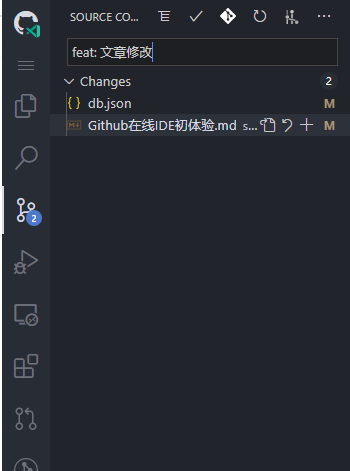 SOURCE CO...
feat: 文章修改
Changes
2
{ } db.json
M
Github在线IDE初体验.md s...
M
2